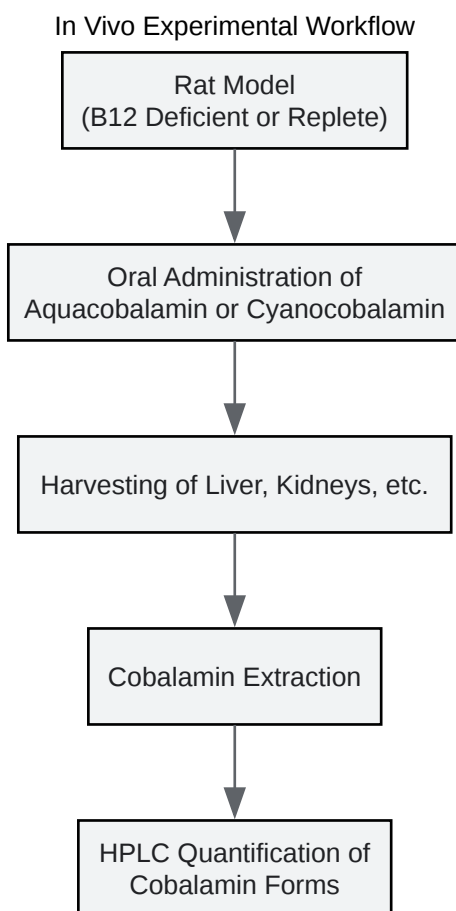 In Vivo Experimental Workflow
Rat Model
(B12 Deficient or Replete)
Oral Administration of
Aquacobalamin or Cyanocobalamin
Harvesting of Liver, Kidneys, etc.
Cobalamin Extraction
HPLC Quantification of
Cobalamin Forms